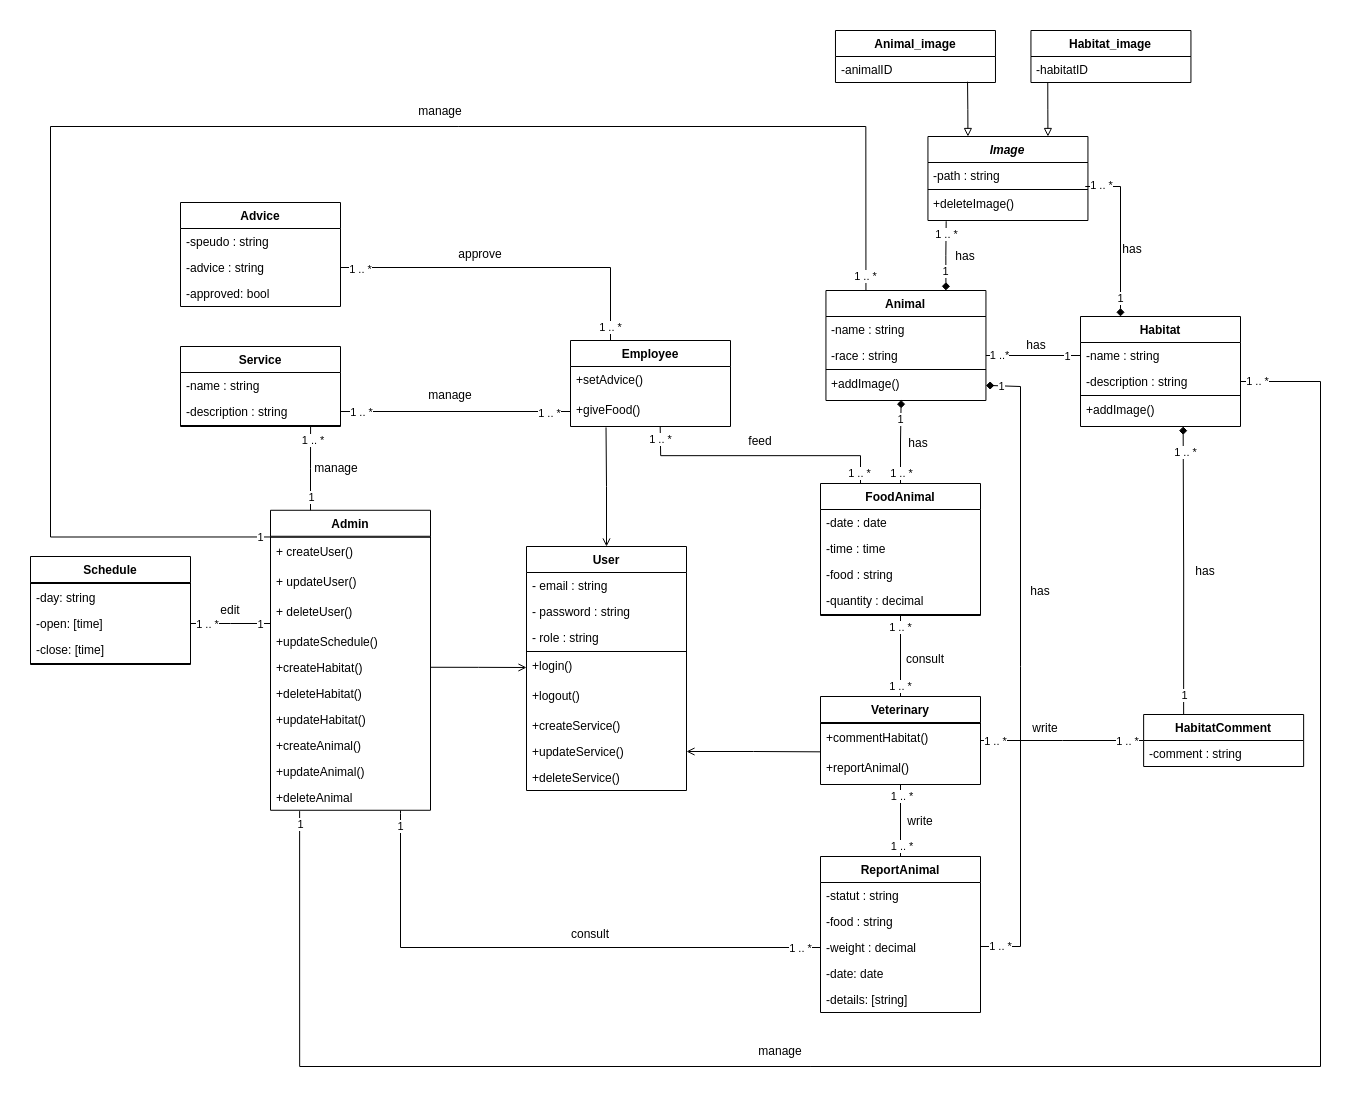 Animal_image
-animalID
Habitat_image
-habitatID
manage
Image
-path : string
+deleteImage()
1 .. *
has
1
1 .. *
has
1
Advice
-speudo : string
-advice : string
-approved: bool
1 .. *
approve
1 .. *
1 .. *
Animal
-name : string
-race : string
+addImage()
1 ..*
has
1
Habitat
-name : string
-description : string
+addImage()
1 .. *
Service
-name : string
-description : string
1 .. *
manage
1 .. *
Employee
+setAdvice()
+giveFood()
1 .. *
feed
1 .. *
1
has
1 .. *
1
has
1 .. *
1 .. *
has
1
1 .. *
manage
1
Admin
+ createUser()
+ updateUser()
+ deleteUser()
+updateSchedule()
+createHabitat()
+deleteHabitat()
+updateHabitat()
+createAnimal()
+updateAnimal()
+deleteAnimal
1
Schedule
-day: string
-open: [time]
-close: [time]
1 .. *
edit
1
User
- email : string
- password : string
- role : string
+login()
+logout()
+createService()
+updateService()
+deleteService()
FoodAnimal
-date : date
-time : time
-food : string
-quantity : decimal
1 .. *
consult
1 .. *
Veterinary
+commentHabitat()
+reportAnimal()
1 .. *
write
1 .. *
HabitatComment
-comment : string
1 .. *
write
1 .. *
ReportAnimal
-statut : string
-food : string
-weight : decimal
-date: date
-details: [string]
1
1
consult
1 .. *
manage